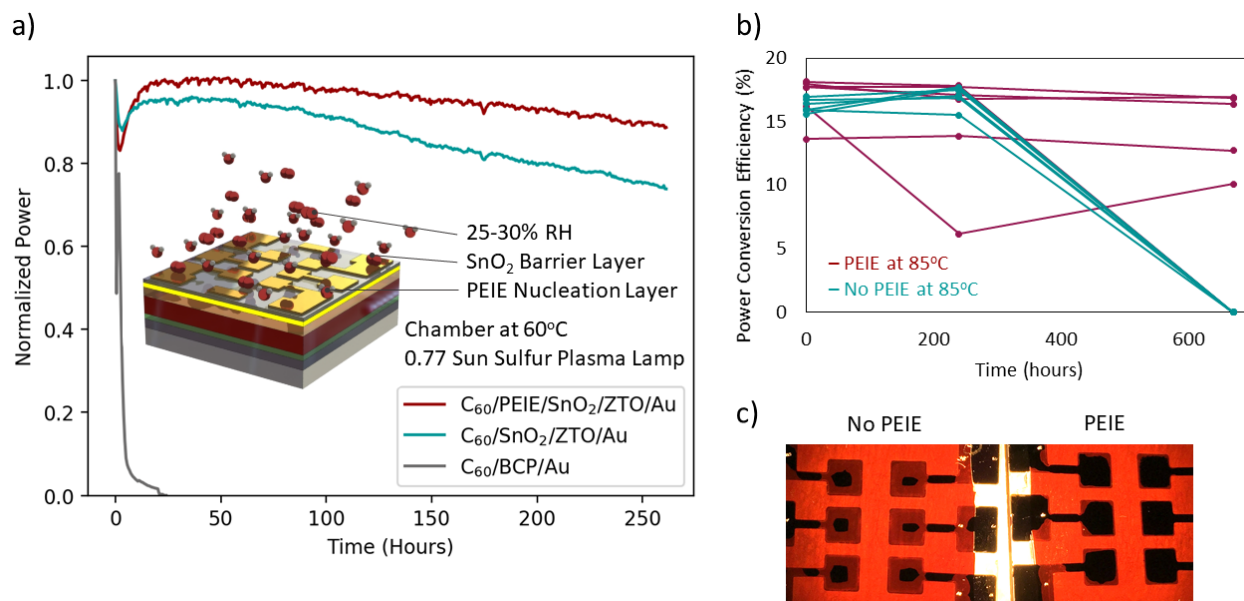 a)
Normalized Power
1.0
0.8
0.6
0.4
0.2
0.0
0
50
100
150
200
250
Time (Hours)
25-30% RH
SnO₂ Barrier Layer
PEIE Nucleation Layer
Chamber at 60°C
0.77 Sun Sulfur Plasma Lamp
C₆₀/PEIE/SnO₂/ZTO/Au
C₆₀/SnO₂/ZTO/Au
C₆₀/BCP/Au
b)
Power Conversion Efficiency (%)
20
15
10
5
0
0
200
400
600
Time (hours)
PEIE at 85°C
No PEIE at 85°C
c)
No PEIE
PEIE